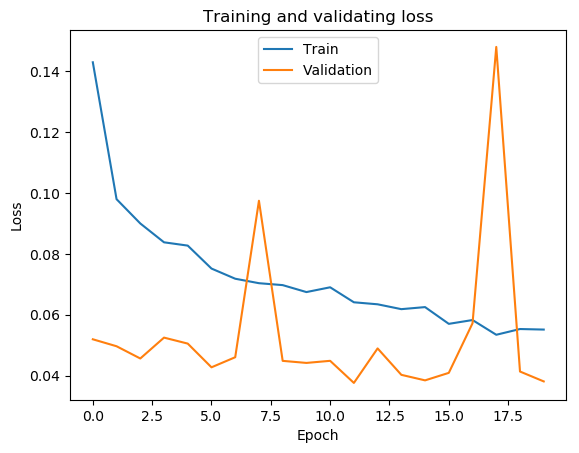 Training and validating loss
Train
Validation
0.14
0.12
0.10
0.08
0.06
0.04
Loss
0.0 2.5 5.0 7.5 10.0 12.5 15.0 17.5
Epoch